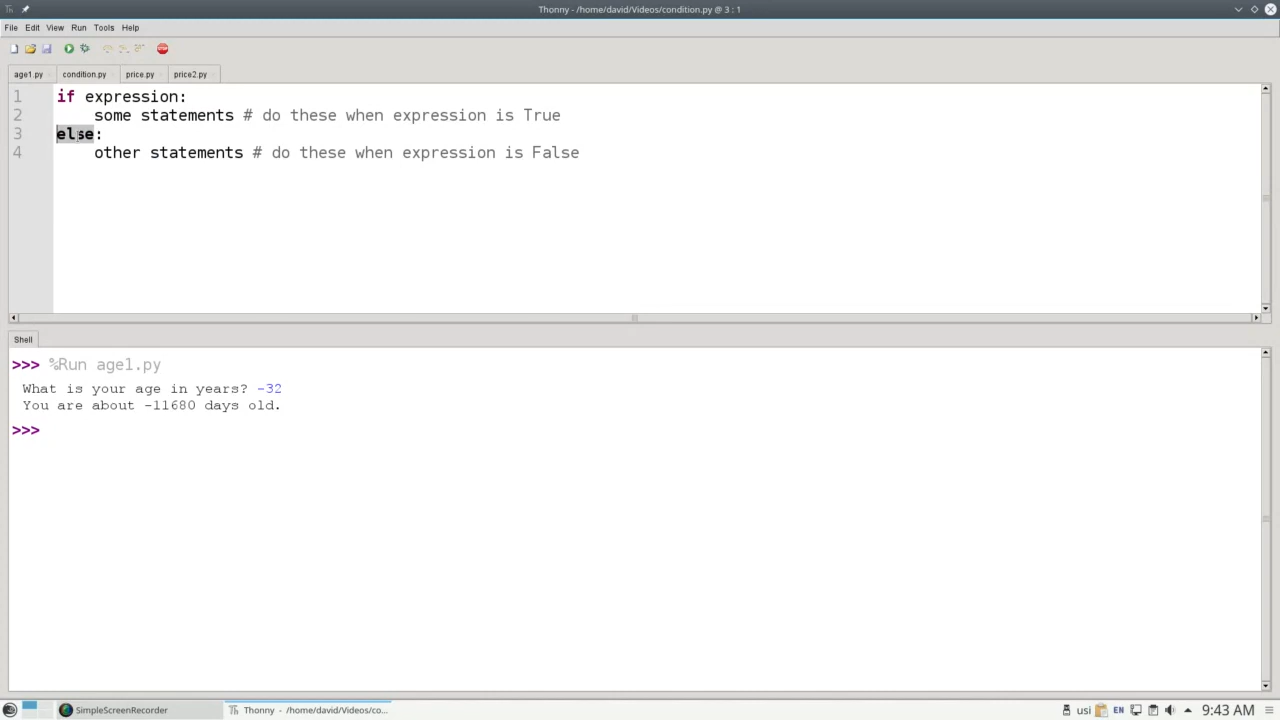 Thonny - /home/david/Videos/condition.py @ 3 : 1
File Edit View Run Tools Help
age1.py condition.py price.py price2.py
1 if expression:
2 some statements # do these when expression is True
3 else:
4 other statements # do these when expression is False
Shell
>>> %Run age1.py
What is your age in years? -32
You are about -11680 days old.
>>>
SimpleScreenRecorder Thonny - /home/david/Videos/co... usi EN 9:43 AM